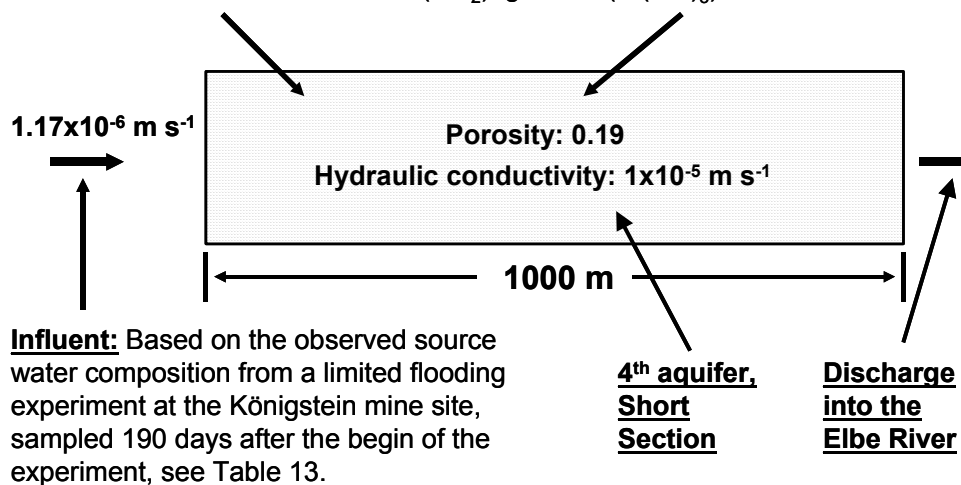 1.17x10⁻⁶ m s⁻¹
Porosity: 0.19
Hydraulic conductivity: 1x10⁻⁵ m s⁻¹
1000 m
Influent: Based on the observed source
water composition from a limited flooding
experiment at the Königstein mine site,
sampled 190 days after the begin of the
experiment, see Table 13.
4th aquifer,
Short
Section
Discharge
into the
Elbe River